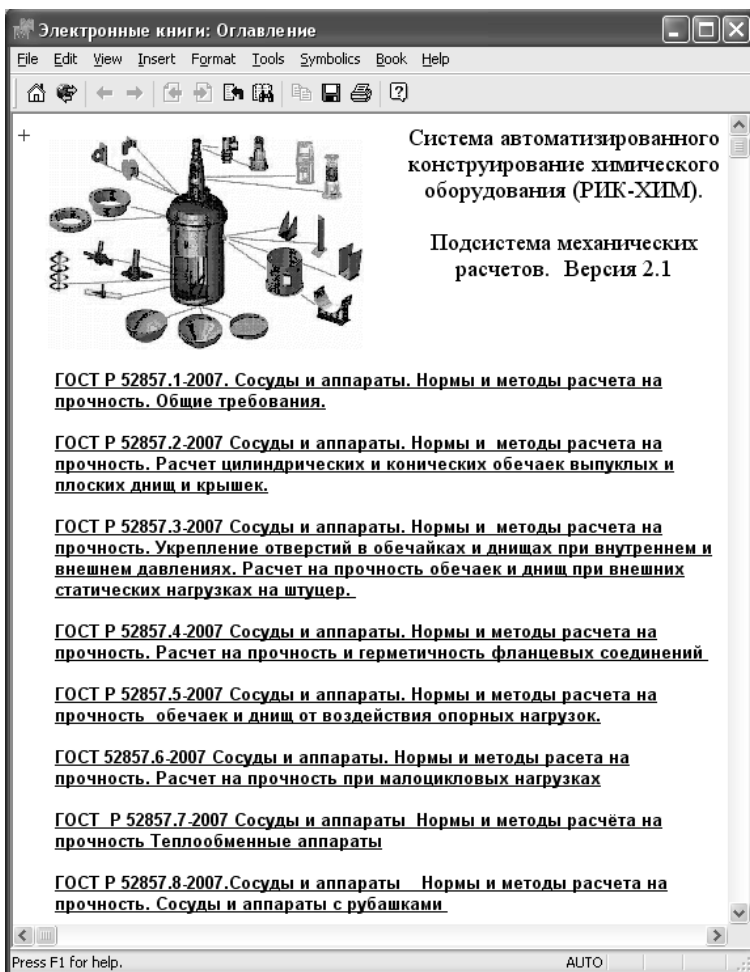 Электронные книги: Оглавление
File Edit View Insert Format Tools Symbolics Book Help
Система автоматизированного
конструирование химического
оборудования (РИК-ХИМ).
Подсистема механических
расчетов. Версия 2.1
ГОСТ Р 52857.1-2007. Сосуды и аппараты. Нормы и методы расчета на
прочность. Общие требования.
ГОСТ Р 52857.2-2007 Сосуды и аппараты. Нормы и методы расчета на
прочность. Расчет цилиндрических и конических обечаек выпуклых и
плоских днищ и крышек.
ГОСТ Р 52857.3-2007 Сосуды и аппараты. Нормы и методы расчета на
прочность. Укрепление отверстий в обечайках и днищах при внутреннем и
внешнем давлениях. Расчет на прочность обечаек и днищ при внешних
статических нагрузках на штуцер.
ГОСТ Р 52857.4-2007 Сосуды и аппараты. Нормы и методы расчета на
прочность. Расчет на прочность и герметичность фланцевых соединений
ГОСТ Р 52857.5-2007 Сосуды и аппараты. Нормы и методы расчета на
прочность обечаек и днищ от воздействия опорных нагрузок.
ГОСТ 52857.6-2007 Сосуды и аппараты. Нормы и методы расета на
прочность. Расчет на прочность при малоцикловых нагрузках
ГОСТ Р 52857.7-2007 Сосуды и аппараты Нормы и методы расчёта на
прочность Теплообменные аппараты
ГОСТ Р 52857.8-2007.Сосуды и аппараты Нормы и методы расчета на
прочность. Сосуды и аппараты с рубашками
Press F1 for help. AUTO